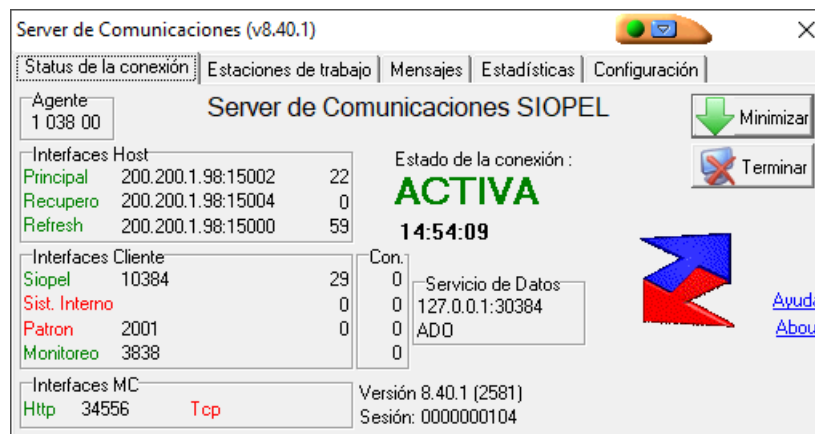 Server de Comunicaciones (v8.40.1)
Status de la conexión Estaciones de trabajo Mensajes Estadísticas Configuración
Agente
1 038 00
Server de Comunicaciones SIOPEL
Minimizar
Terminar
Interfaces Host
Principal 200.200.1.98:15002 22
Recupero 200.200.1.98:15004 0
Refresh 200.200.1.98:15000 59
Estado de la conexión :
ACTIVA
14:54:09
Interfaces Cliente
Siopel 10384 29
Sist. Interno 0
Patron 2001 0
Monitoreo 3838
Con.
0
0
0
0
Servicio de Datos
127.0.0.1:30384
ADO
Ayuda
Abou
Interfaces MC
Http 34556 Tcp
Versión 8.40.1 (2581)
Sesión: 0000000104